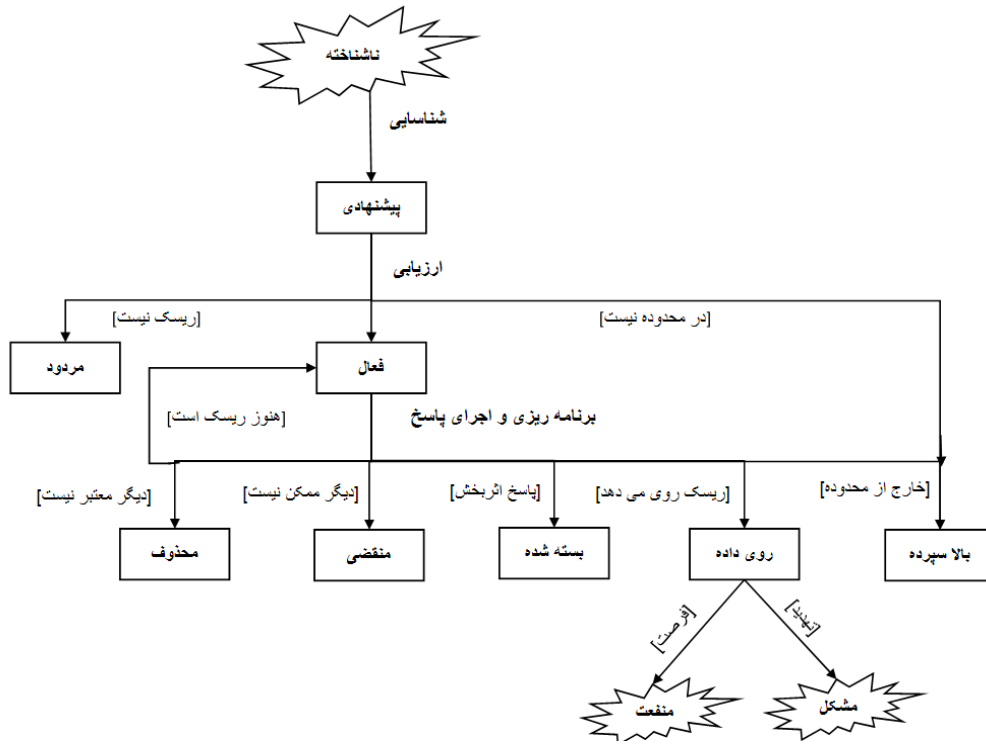 ناشناخته
شناسایی
پیشنهادی
ارزیابی
[در محدوده نیست]
[ریسک نیست]
فعال
مردود
برنامه ریزی و اجرای پاسخ
[هنوز ریسک است]
[خارج از محدوده]
[ریسک روی می دهد]
[پاسخ اثربخش]
[دیگر ممکن نیست]
[دیگر معتبر نیست]
بالا سپرده
روی داده
بسته شده
منقضی
محذوف
[تهدید]
[فرصت]
مشکل
منفعت